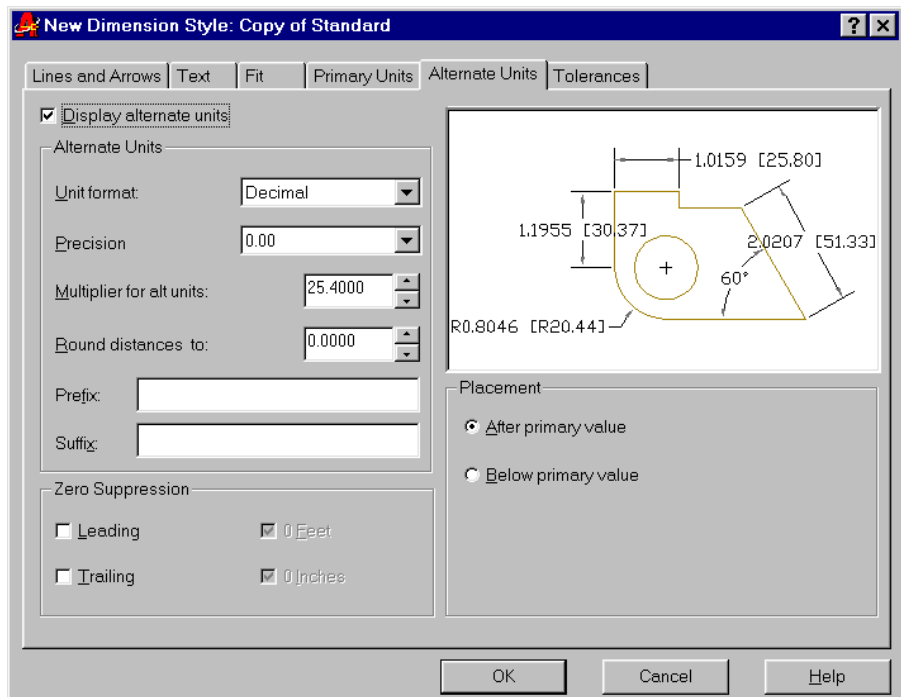 New Dimension Style: Copy of Standard
Lines and Arrows Text Fit Primary Units Alternate Units Tolerances
Display alternate units
Alternate Units
Unit format: Decimal
Precision 0.00
Multiplier for alt units: 25.4000
Round distances to: 0.0000
Prefix:
Suffix:
Zero Suppression
Leading 0 Feet
Trailing 0 Inches
1.0159 [25.80]
1.1955 [30.37]
2.0207 [51.33]
60°
R0.8046 [R20.44]
Placement
After primary value
Below primary value
OK Cancel Help